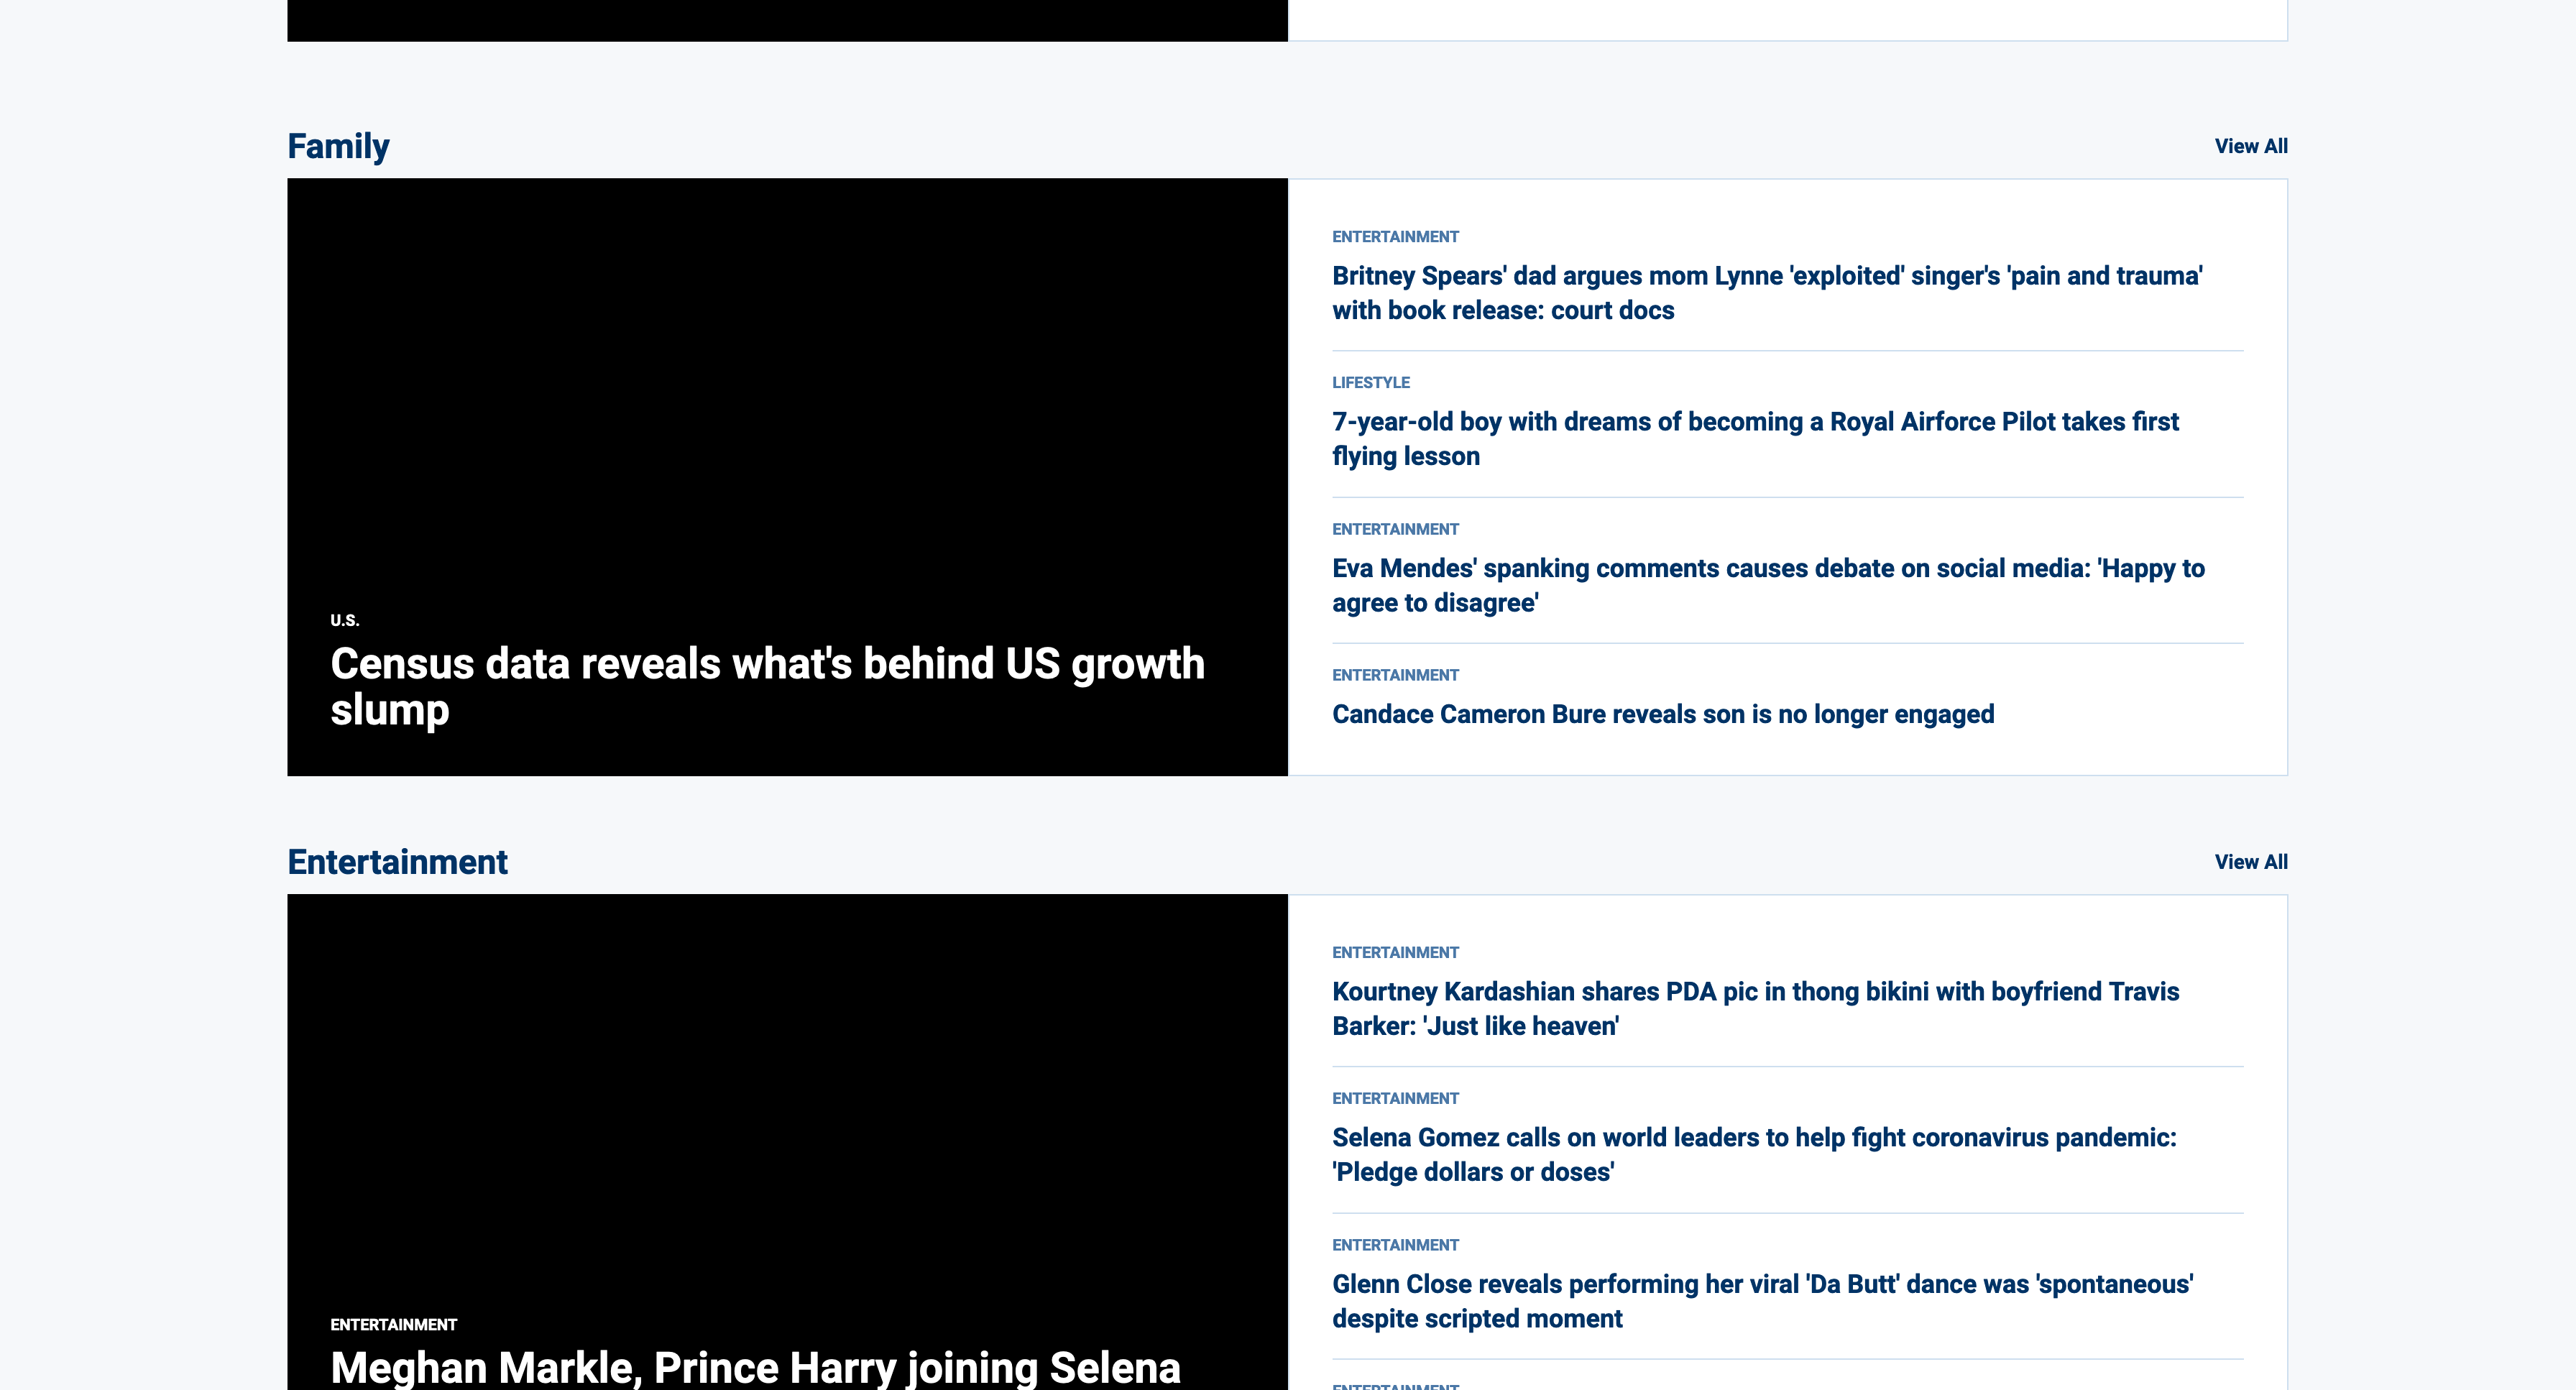 Family
View All
U.S.
Census data reveals what's behind US growth
slump
ENTERTAINMENT
Britney Spears' dad argues mom Lynne 'exploited' singer's 'pain and trauma'
with book release: court docs
LIFESTYLE
7-year-old boy with dreams of becoming a Royal Airforce Pilot takes first
flying lesson
ENTERTAINMENT
Eva Mendes' spanking comments causes debate on social media: 'Happy to
agree to disagree'
ENTERTAINMENT
Candace Cameron Bure reveals son is no longer engaged
Entertainment
View All
ENTERTAINMENT
Meghan Markle, Prince Harry joining Selena
ENTERTAINMENT
Kourtney Kardashian shares PDA pic in thong bikini with boyfriend Travis
Barker: 'Just like heaven'
ENTERTAINMENT
Selena Gomez calls on world leaders to help fight coronavirus pandemic:
'Pledge dollars or doses'
ENTERTAINMENT
Glenn Close reveals performing her viral 'Da Butt' dance was 'spontaneous'
despite scripted moment
ENTERTAINMENT